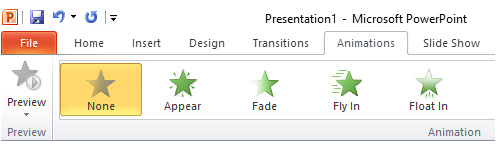 Presentation1 - Microsoft PowerPoint
File Home Insert Design Transitions Animations Slide Show
Preview None Appear Fade Fly In Float In
Preview Animation